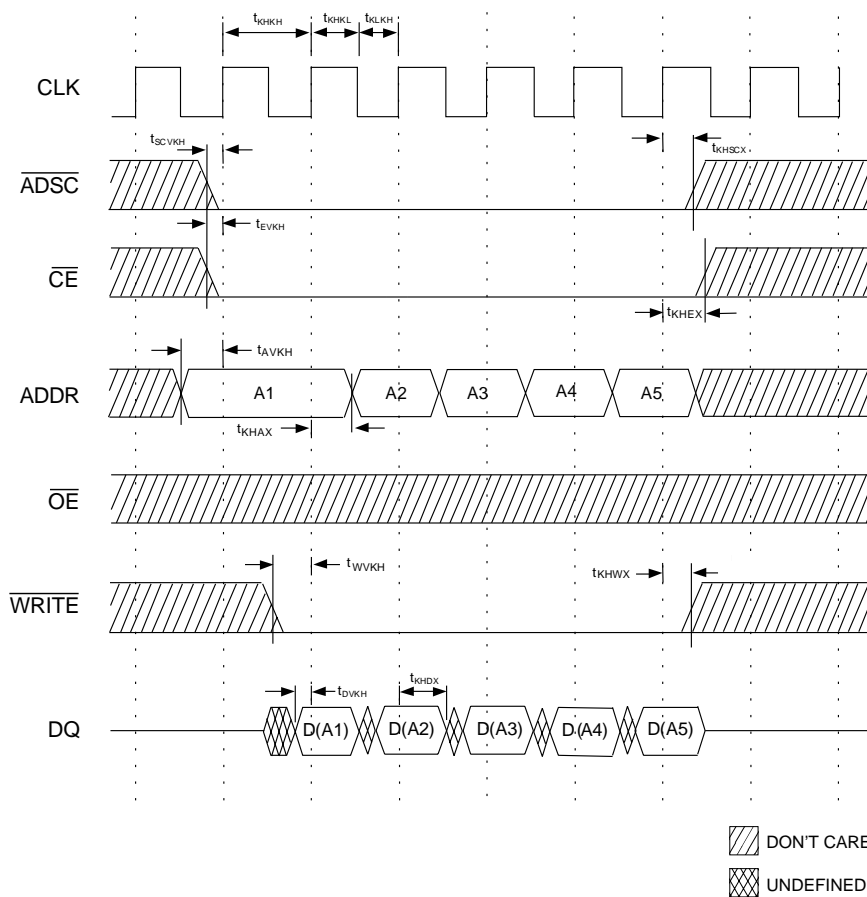 tKHKH tKHKL tKLKH
CLK
tSCVKH tKHSCX
ADSC
tEVKH
CE
tKHEX
tAVKH
ADDR A1 A2 A3 A4 A5
tKHAX
OE
tWVKH tKHWX
WRITE
tDVKH tKHDX
DQ D(A1) D(A2) D(A3) D(A4) D(A5)
DON'T CARE
UNDEFINED